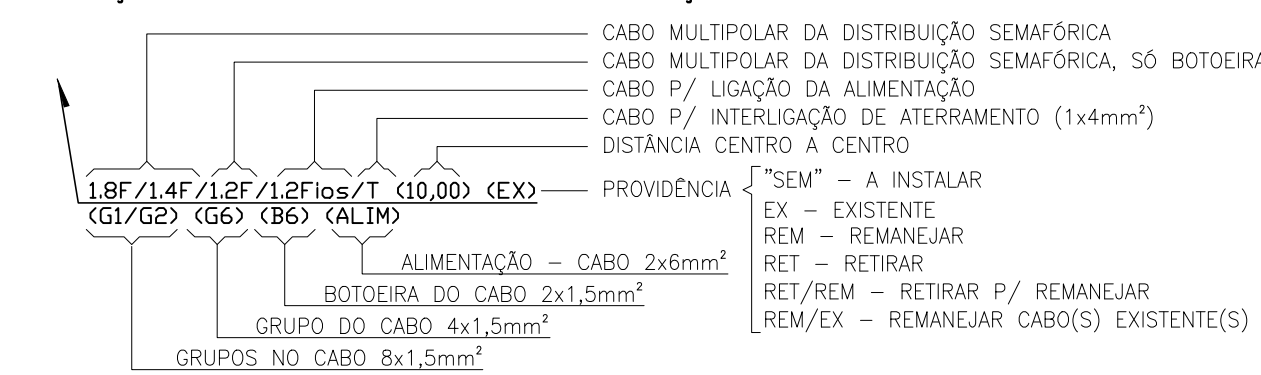 CABO MULTIPOLAR DA DISTRIBUIÇÃO SEMAFÓRICA
CABO MULTIPOLAR DA DISTRIBUIÇÃO SEMAFÓRICA, SÓ BOTOEIRA
CABO P/ LIGAÇÃO DA ALIMENTAÇÃO
CABO P/ INTERLIGAÇÃO DE ATERRAMENTO (1x4mm²)
DISTÂNCIA CENTRO A CENTRO
1.8F/1.4F/1.2F/1.2Fios/T (10,00) (EX)
(G1/G2) (G6) (B6) (ALIM)
PROVIDÊNCIA
"SEM" – A INSTALAR
EX – EXISTENTE
REM – REMANEJAR
RET – RETIRAR
RET/REM – RETIRAR P/ REMANEJAR
REM/EX – REMANEJAR CABO(S) EXISTENTE(S)
ALIMENTAÇÃO – CABO 2x6mm²
BOTOEIRA DO CABO 2x1,5mm²
GRUPO DO CABO 4x1,5mm²
GRUPOS NO CABO 8x1,5mm²